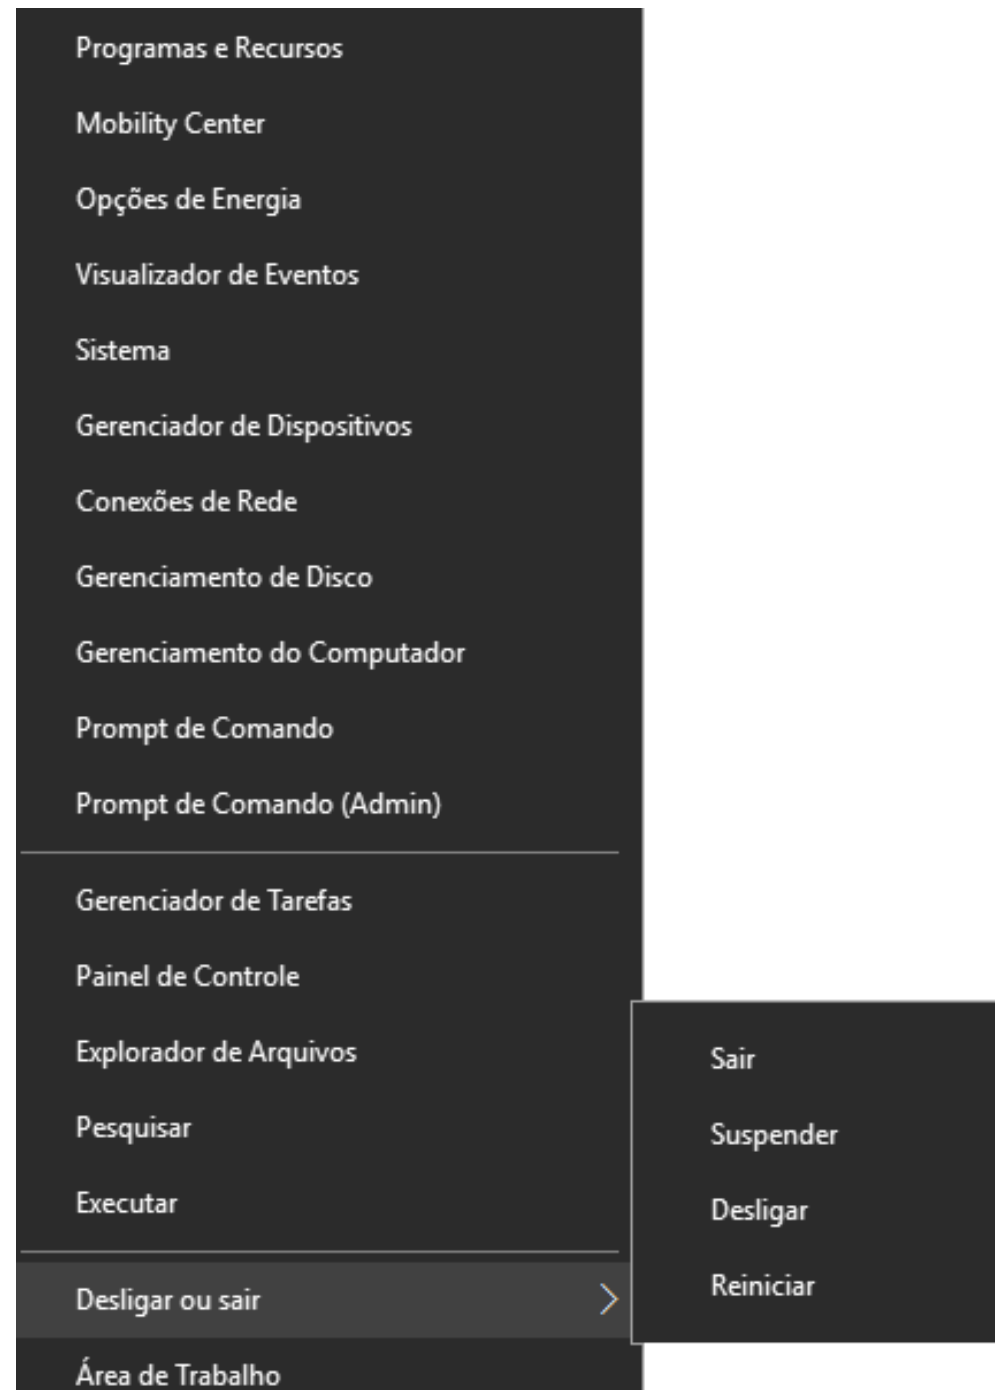 Programas e Recursos
Mobility Center
Opções de Energia
Visualizador de Eventos
Sistema
Gerenciador de Dispositivos
Conexões de Rede
Gerenciamento de Disco
Gerenciamento do Computador
Prompt de Comando
Prompt de Comando (Admin)
Gerenciador de Tarefas
Painel de Controle
Explorador de Arquivos
Pesquisar
Executar
Desligar ou sair
Área de Trabalho
Sair
Suspender
Desligar
Reiniciar